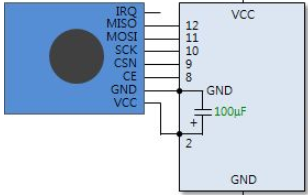 IRQ
MISO
MOSI
SCK
CSN
CE
GND
VCC
VCC
12
11
10
9
8
GND
100µF
+
2
GND